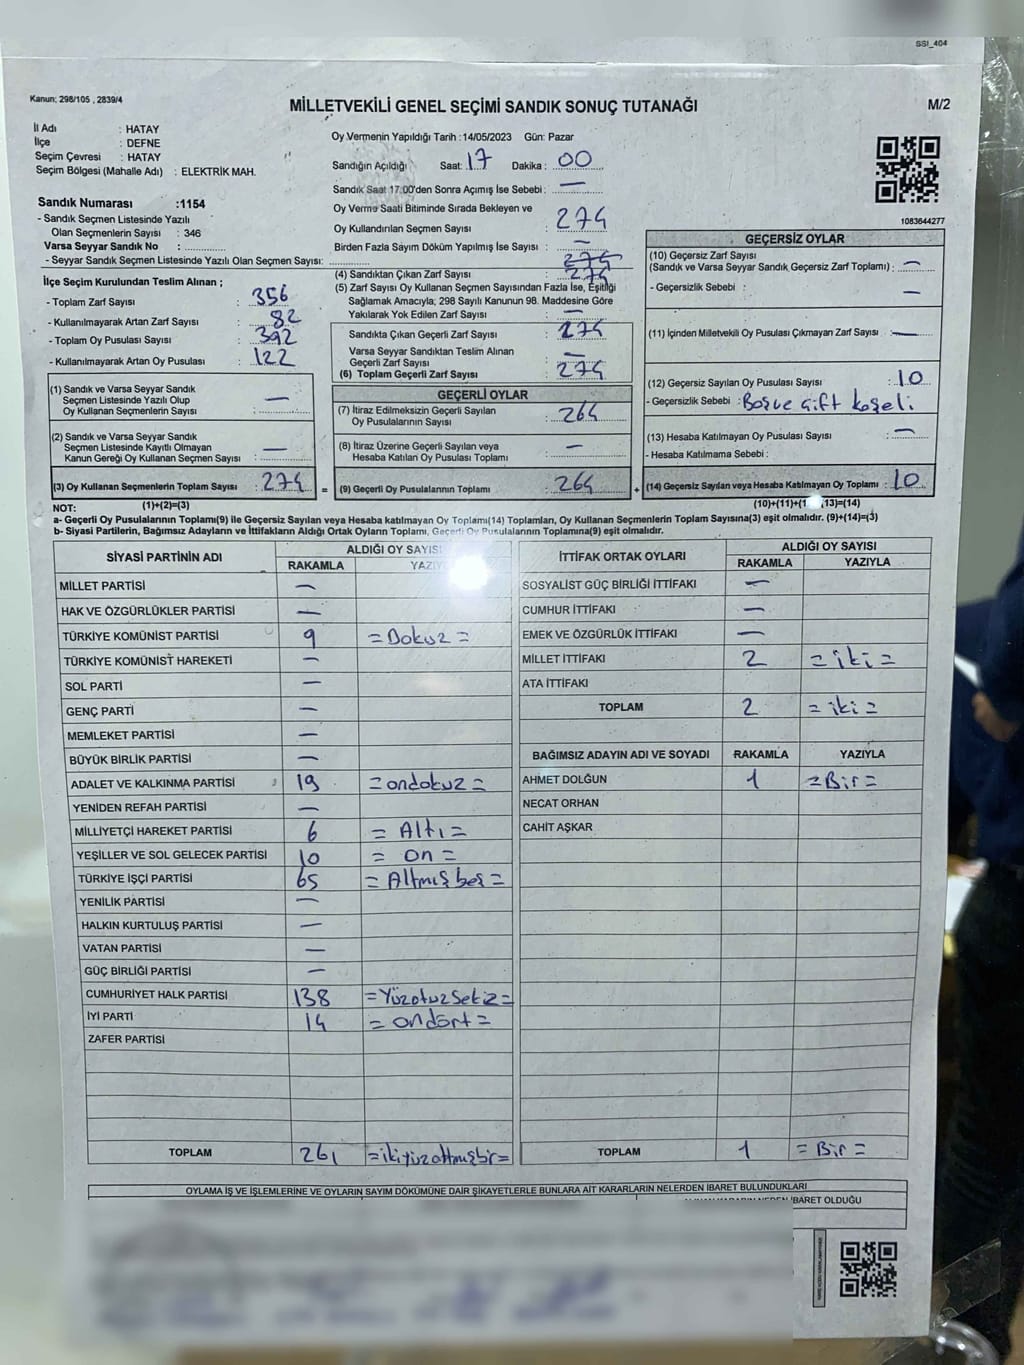 SSI_404
Kanun; 298/105 , 2839/4
MİLLETVEKİLİ GENEL SEÇİMİ SANDIK SONUÇ TUTANAĞI
M/2
İl Adı : HATAY
İlçe : DEFNE
Seçim Çevresi : HATAY
Seçim Bölgesi (Mahalle Adı) : ELEKTRİK MAH.
Sandık Numarası :1154
- Sandık Seçmen Listesinde Yazılı
Olan Seçmenlerin Sayısı : 346
Varsa Seyyar Sandık No :
- Seyyar Sandık Seçmen Listesinde Yazılı Olan Seçmen Sayısı:
İlçe Seçim Kurulundan Teslim Alınan ;
- Toplam Zarf Sayısı : 356
- Kullanılmayarak Artan Zarf Sayısı : 82
- Toplam Oy Pusulası Sayısı : 392
- Kullanılmayarak Artan Oy Pusulası : 122
(1) Sandık ve Varsa Seyyar Sandık
Seçmen Listesinde Yazılı Olup
Oy Kullanan Seçmenlerin Sayısı : —
(2) Sandık ve Varsa Seyyar Sandık
Seçmen Listesinde Kayıtlı Olmayan
Kanun Gereği Oy Kullanan Seçmen Sayısı : —
(3) Oy Kullanan Seçmenlerin Toplam Sayısı : 274
(1)+(2)=(3)
Oy Vermenin Yapıldığı Tarih :14/05/2023 Gün: Pazar
Sandığın Açıldığı Saat: 17 Dakika : 00
Sandık Saat 17:00'den Sonra Açımış İse Sebebi : —
Oy Verme Saati Bitiminde Sırada Bekleyen ve
Oy Kullandırılan Seçmen Sayısı : 274
Birden Fazla Sayım Döküm Yapılmış İse Sayısı : —
274
(4) Sandıktan Çıkan Zarf Sayısı : 274
(5) Zarf Sayısı Oy Kullanan Seçmen Sayısından Fazla İse, Eşitliği
Sağlamak Amacıyla; 298 Sayılı Kanunun 98. Maddesine Göre
Yakılarak Yok Edilen Zarf Sayısı : —
Sandıkta Çıkan Geçerli Zarf Sayısı : 274
Varsa Seyyar Sandıktan Teslim Alınan
Geçerli Zarf Sayısı : —
(6) Toplam Geçerli Zarf Sayısı : 274
GEÇERLİ OYLAR
(7) İtiraz Edilmeksizin Geçerli Sayılan
Oy Pusulalarının Sayısı : 264
(8) İtiraz Üzerine Geçerli Sayılan veya
Hesaba Katılan Oy Pusulası Toplamı : —
= (9) Geçerli Oy Pusulalarının Toplamı : 264 +
1083644277
GEÇERSİZ OYLAR
(10) Geçersiz Zarf Sayısı
(Sandık ve Varsa Seyyar Sandık Geçersiz Zarf Toplamı) : —
- Geçersizlik Sebebi : —
(11) İçinden Milletvekili Oy Pusulası Çıkmayan Zarf Sayısı : —
(12) Geçersiz Sayılan Oy Pusulası Sayısı : 10
- Geçersizlik Sebebi : Boş ve çift kaşeli
(13) Hesaba Katılmayan Oy Pusulası Sayısı : —
- Hesaba Katılmama Sebebi :
(14) Geçersiz Sayılan veya Hesaba Katılmayan Oy Toplamı : 10
NOT:
a- Geçerli Oy Pusulalarının Toplamı(9) ile Geçersiz Sayılan veya Hesaba katılmayan Oy Toplamı(14) Toplamları, Oy Kullanan Seçmenlerin Toplam Sayısına(3) eşit olmalıdır. (9)+(14)=(3)
b- Siyasi Partilerin, Bağımsız Adayların ve İttifakların Aldığı Ortak Oyların Toplamı, Geçerli Oy Pusulalarının Toplamına(9) eşit olmalıdır.
SİYASİ PARTİNİN ADI ALDIĞI OY SAYISI
RAKAMLA
MİLLET PARTİSİ —
HAK VE ÖZGÜRLÜKLER PARTİSİ —
TÜRKİYE KOMÜNİST PARTİSİ 9 =Dokuz=
TÜRKİYE KOMÜNİST HAREKETİ —
SOL PARTİ —
GENÇ PARTİ —
MEMLEKET PARTİSİ —
BÜYÜK BİRLİK PARTİSİ —
ADALET VE KALKINMA PARTİSİ 19 =ondokuz=
YENİDEN REFAH PARTİSİ —
MİLLİYETÇİ HAREKET PARTİSİ 6 =Altı=
YEŞİLLER VE SOL GELECEK PARTİSİ 10 = on =
TÜRKİYE İŞÇİ PARTİSİ 65 =Altmışbeş=
YENİLİK PARTİSİ —
HALKIN KURTULUŞ PARTİSİ —
VATAN PARTİSİ —
GÜÇ BİRLİĞİ PARTİSİ —
CUMHURİYET HALK PARTİSİ 138 =Yüzotuzsekiz=
İYİ PARTİ 14 =ondört=
ZAFER PARTİSİ
TOPLAM 261 =ikiyüzaltmışbir=
İTTİFAK ORTAK OYLARI ALDIĞI OY SAYISI
RAKAMLA YAZIYLA
SOSYALİST GÜÇ BİRLİĞİ İTTİFAKI —
CUMHUR İTTİFAKI —
EMEK VE ÖZGÜRLÜK İTTİFAKI —
MİLLET İTTİFAKI 2 =iki=
ATA İTTİFAKI
TOPLAM 2 =iki=
BAĞIMSIZ ADAYIN ADI VE SOYADI RAKAMLA YAZIYLA
AHMET DOLĞUN 1 =Bir=
NECAT ORHAN
CAHİT AŞKAR
TOPLAM 1 =Bir=
OYLAMA İŞ VE İŞLEMLERİNE VE OYLARIN SAYIM DÖKÜMÜNE DAİR ŞİKAYETLERLE BUNLARA AİT KARARLARIN NELERDEN İBARET BULUNDUKLARI
İBARET OLDUĞU